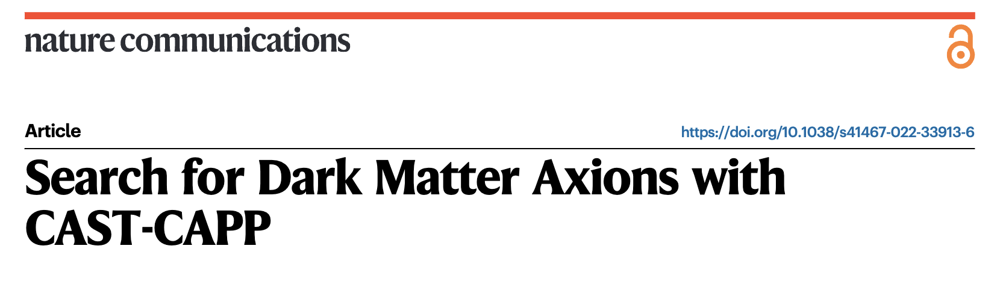 nature communications
Article
https://doi.org/10.1038/s41467-022-33913-6
Search for Dark Matter Axions with
CAST-CAPP